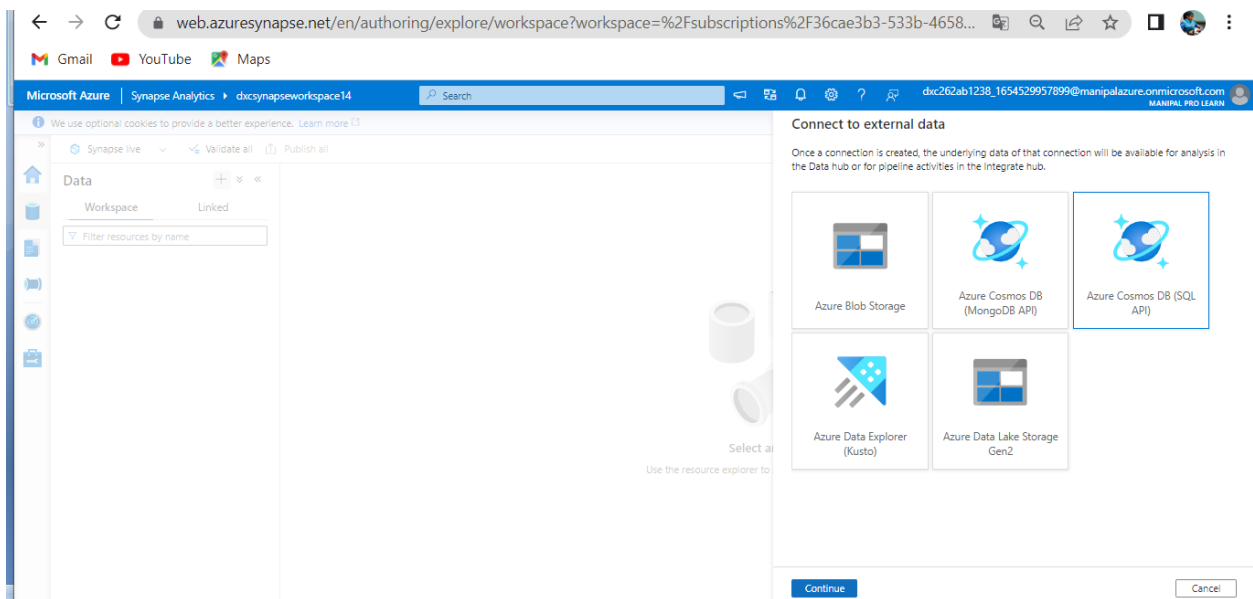 web.azuresynapse.net/en/authoring/explore/workspace?workspace=%2Fsubscriptions%2F36cae3b3-533b-4658...
Gmail YouTube Maps
Microsoft Azure Synapse Analytics dxcsynapseworkspace14 Search dxc262ab1238_1654529957899@manipalazure.onmicrosoft.com
MANIPAL PRO LEARN
We use optional cookies to provide a better experience. Learn more
Synapse live Validate all Publish all
Data
Workspace Linked
Filter resources by name
Select a
Use the resource explorer to
Connect to external data
Once a connection is created, the underlying data of that connection will be available for analysis in
the Data hub or for pipeline activities in the Integrate hub.
Azure Blob Storage
Azure Cosmos DB
(MongoDB API)
Azure Cosmos DB (SQL
API)
Azure Data Explorer
(Kusto)
Azure Data Lake Storage
Gen2
Continue Cancel